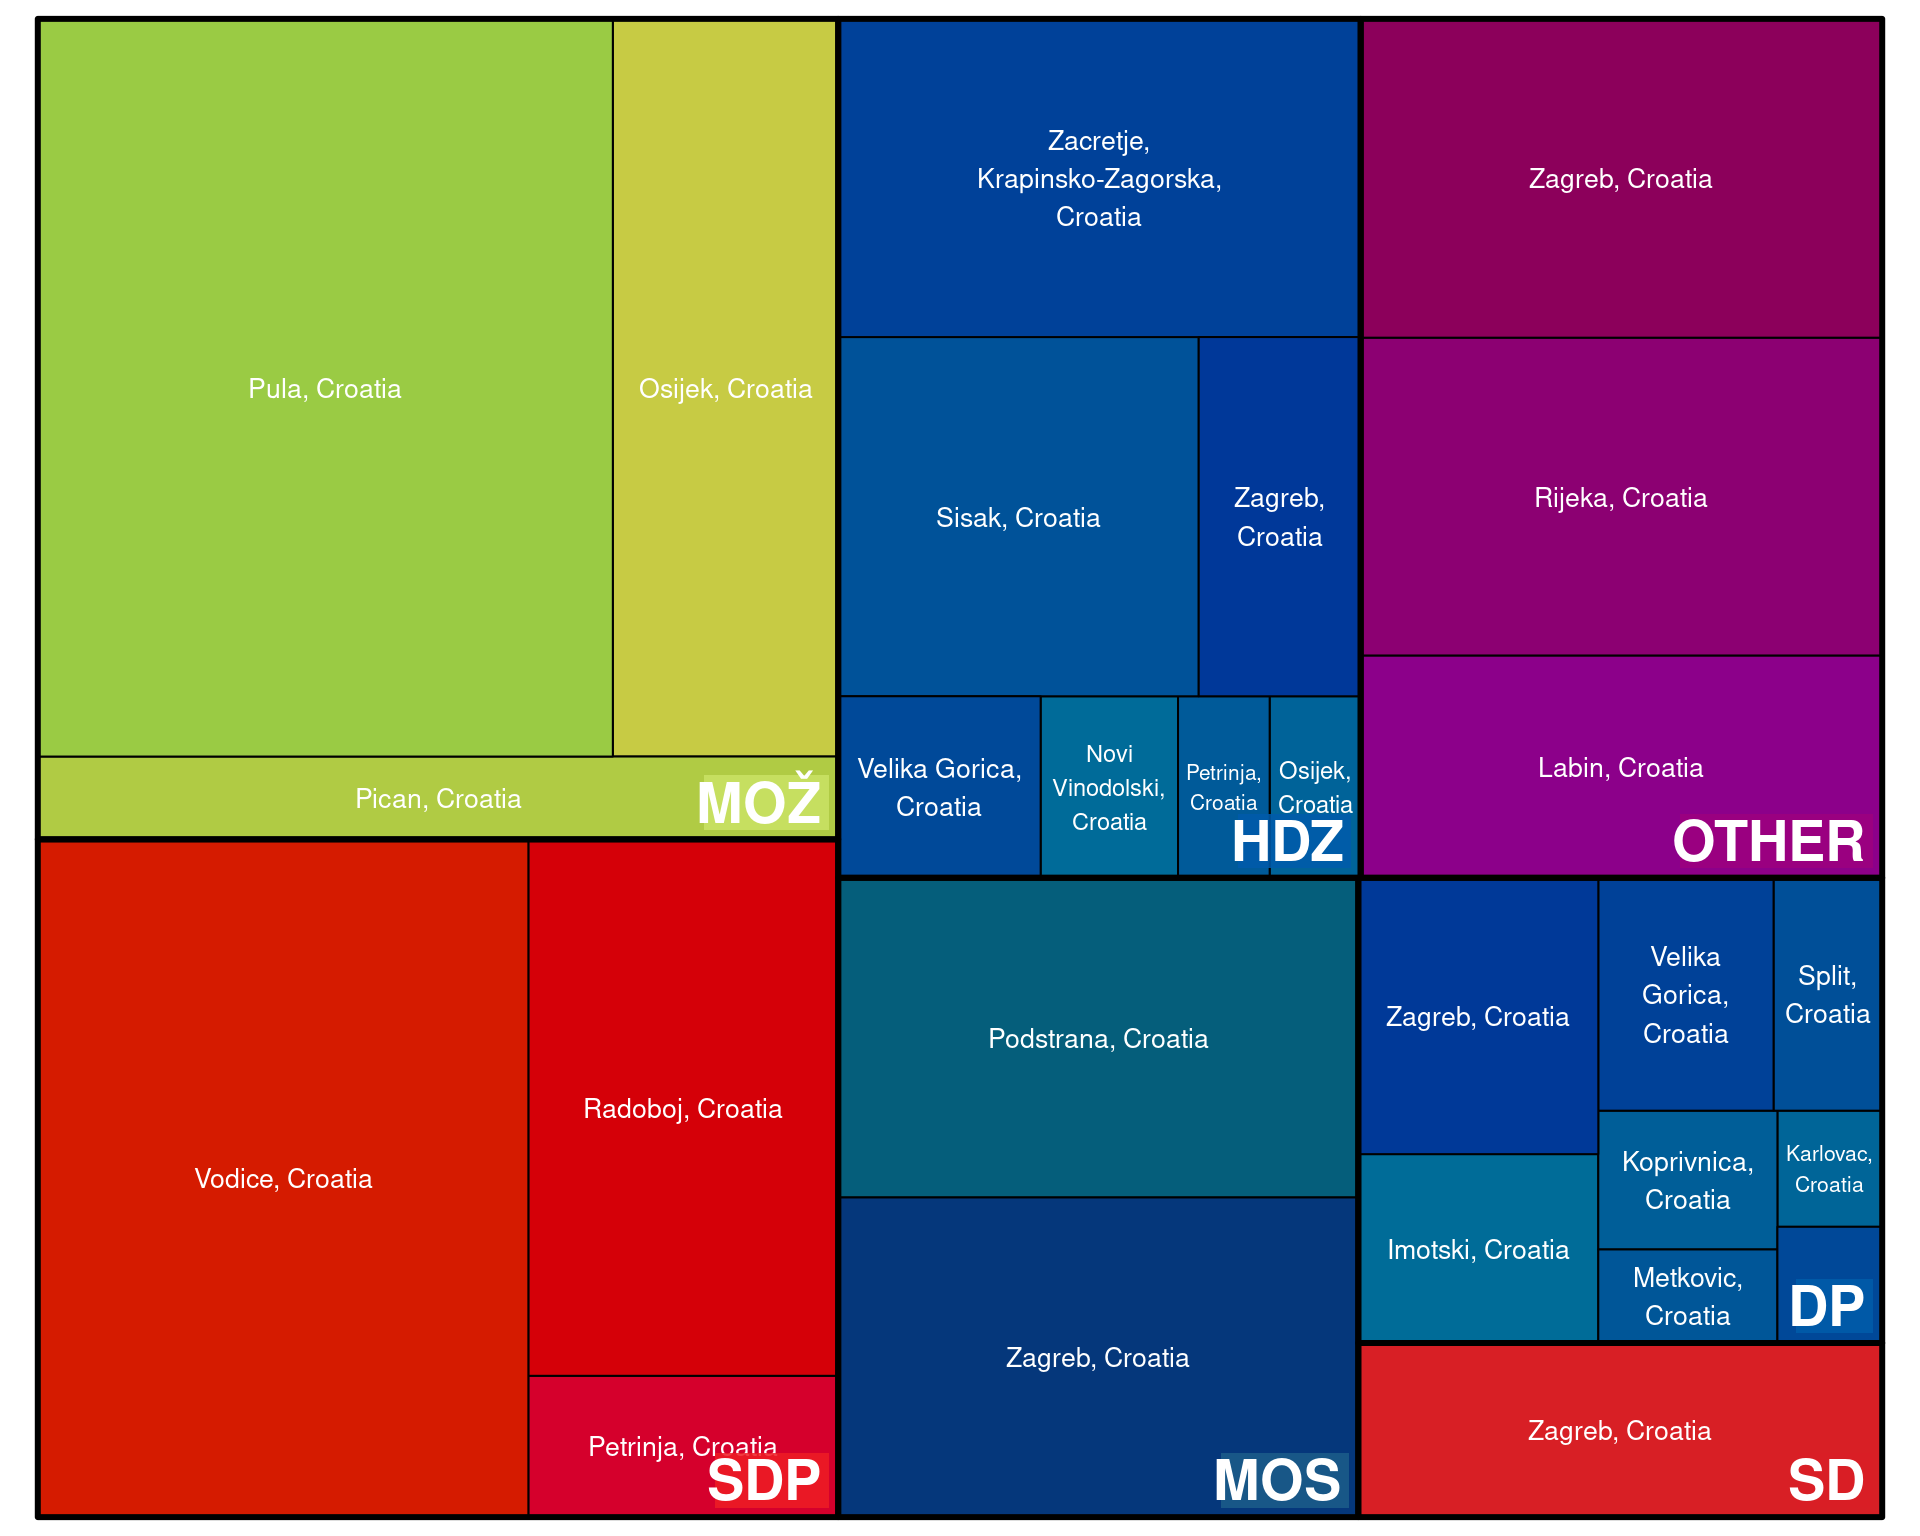 Pula, Croatia
Osijek, Croatia
Pican, Croatia
MOŽ
Vodice, Croatia
Radoboj, Croatia
Petrinja, Croatia
SDP
Zacretje,
Krapinsko-Zagorska,
Croatia
Sisak, Croatia
Zagreb,
Croatia
Velika Gorica,
Croatia
Novi
Vinodolski,
Croatia
Petrinja,
Croatia
Osijek,
Croatia
HDZ
Podstrana, Croatia
Zagreb, Croatia
MOS
Zagreb, Croatia
Rijeka, Croatia
Labin, Croatia
OTHER
Zagreb, Croatia
Velika
Gorica,
Croatia
Split,
Croatia
Imotski, Croatia
Koprivnica,
Croatia
Karlovac,
Croatia
Metkovic,
Croatia
DP
Zagreb, Croatia
SD